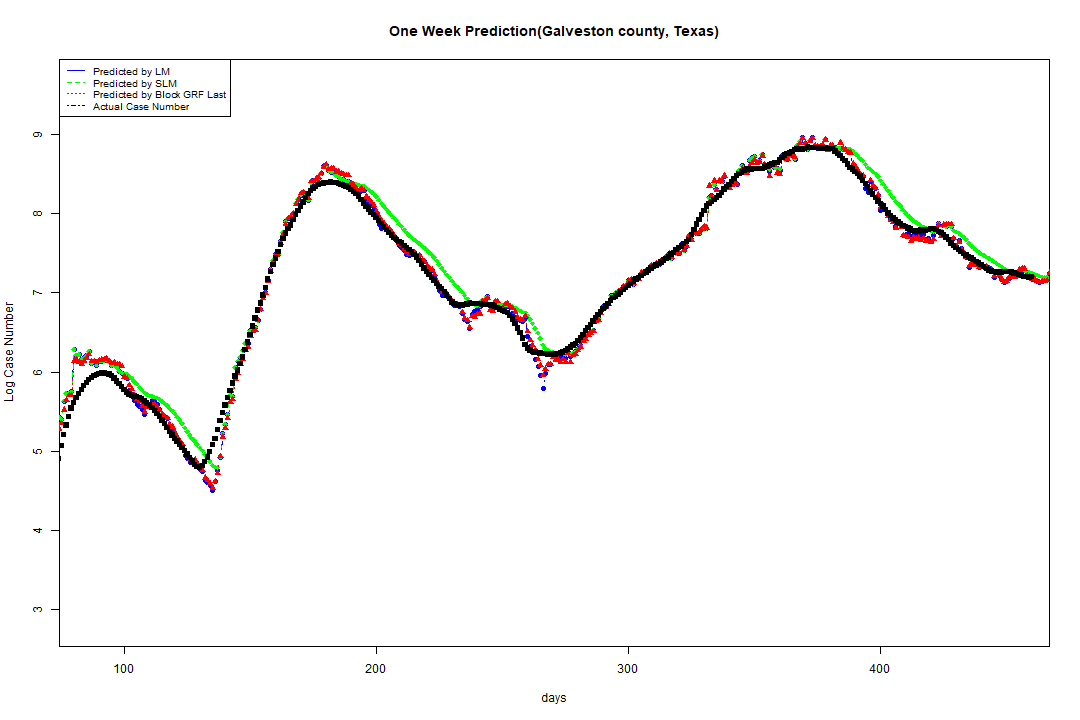 One Week Prediction(Galveston county, Texas)
Predicted by LM
Predicted by SLM
Predicted by Block GRF Last
Actual Case Number
9
8
7
6
5
4
3
Log Case Number
100
200
300
400
days